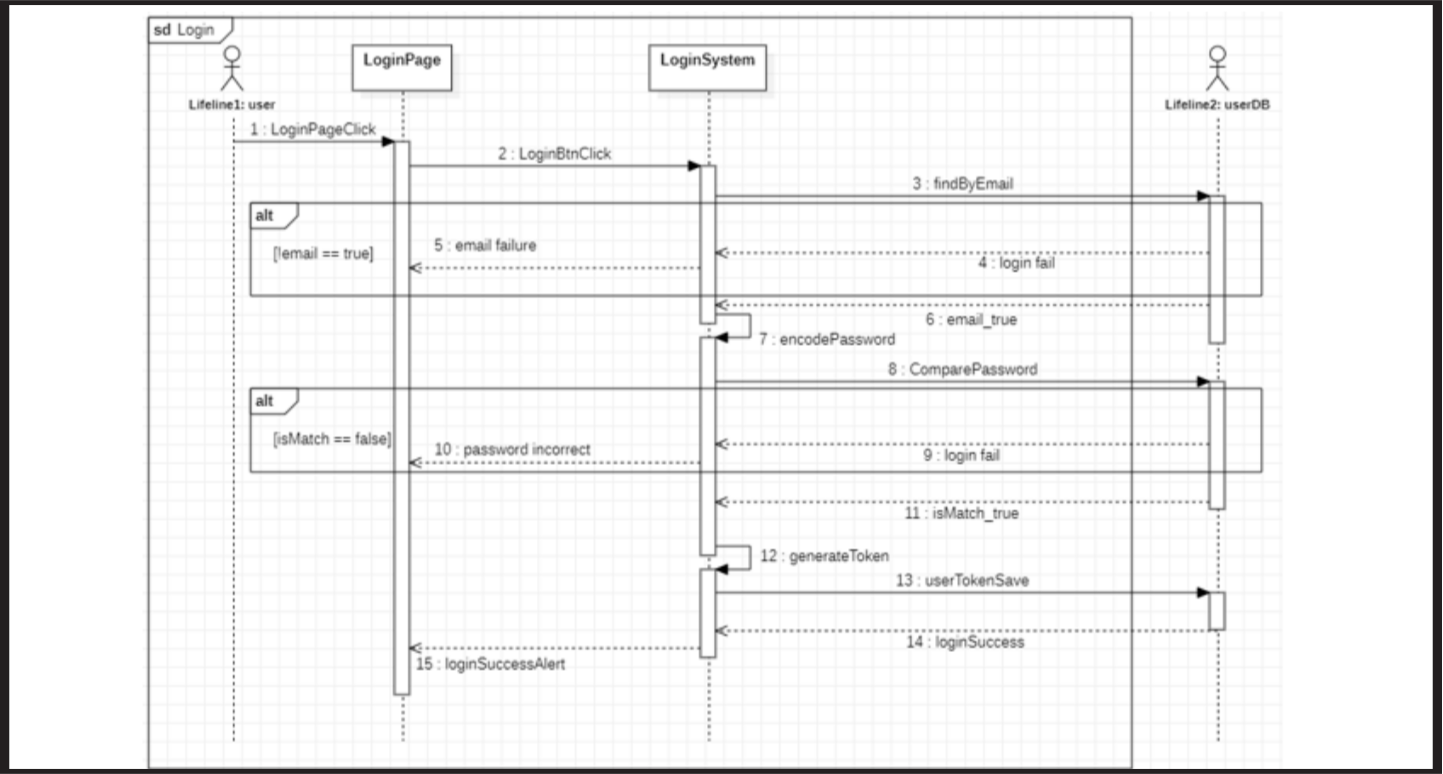 sd Login
LoginPage
LoginSystem
Lifeline1: user
Lifeline2: userDB
1 : LoginPageClick
2 : LoginBtnClick
3 : findByEmail
alt
[!email == true]
5 : email failure
4 : login fail
6 : email_true
7 : encodePassword
8 : ComparePassword
alt
[isMatch == false]
10 : password incorrect
9 : login fail
11 : isMatch_true
12 : generateToken
13 : userTokenSave
14 : loginSuccess
15 : loginSuccessAlert